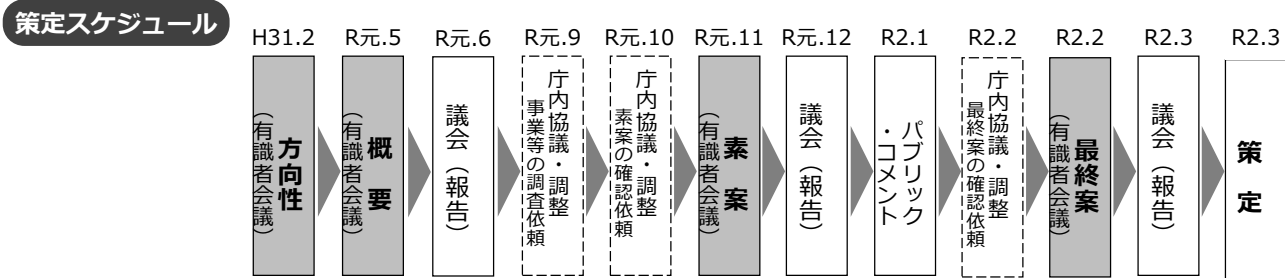 策定スケジュール
H31.2
R元.5
R元.6
R元.9
R元.10
R元.11
R元.12
R2.1
R2.2
R2.2
R2.3
R2.3
方向性
(有識者会議)
概 要
(有識者会議)
議会(報告)
庁内協議・調整
事業等の調査依頼
庁内協議・調整
素案の確認依頼
素 案
(有識者会議)
議会(報告)
パブリック
・コメント
庁内協議・調整
最終案の確認依頼
最終案
(有識者会議)
議会(報告)
策 定